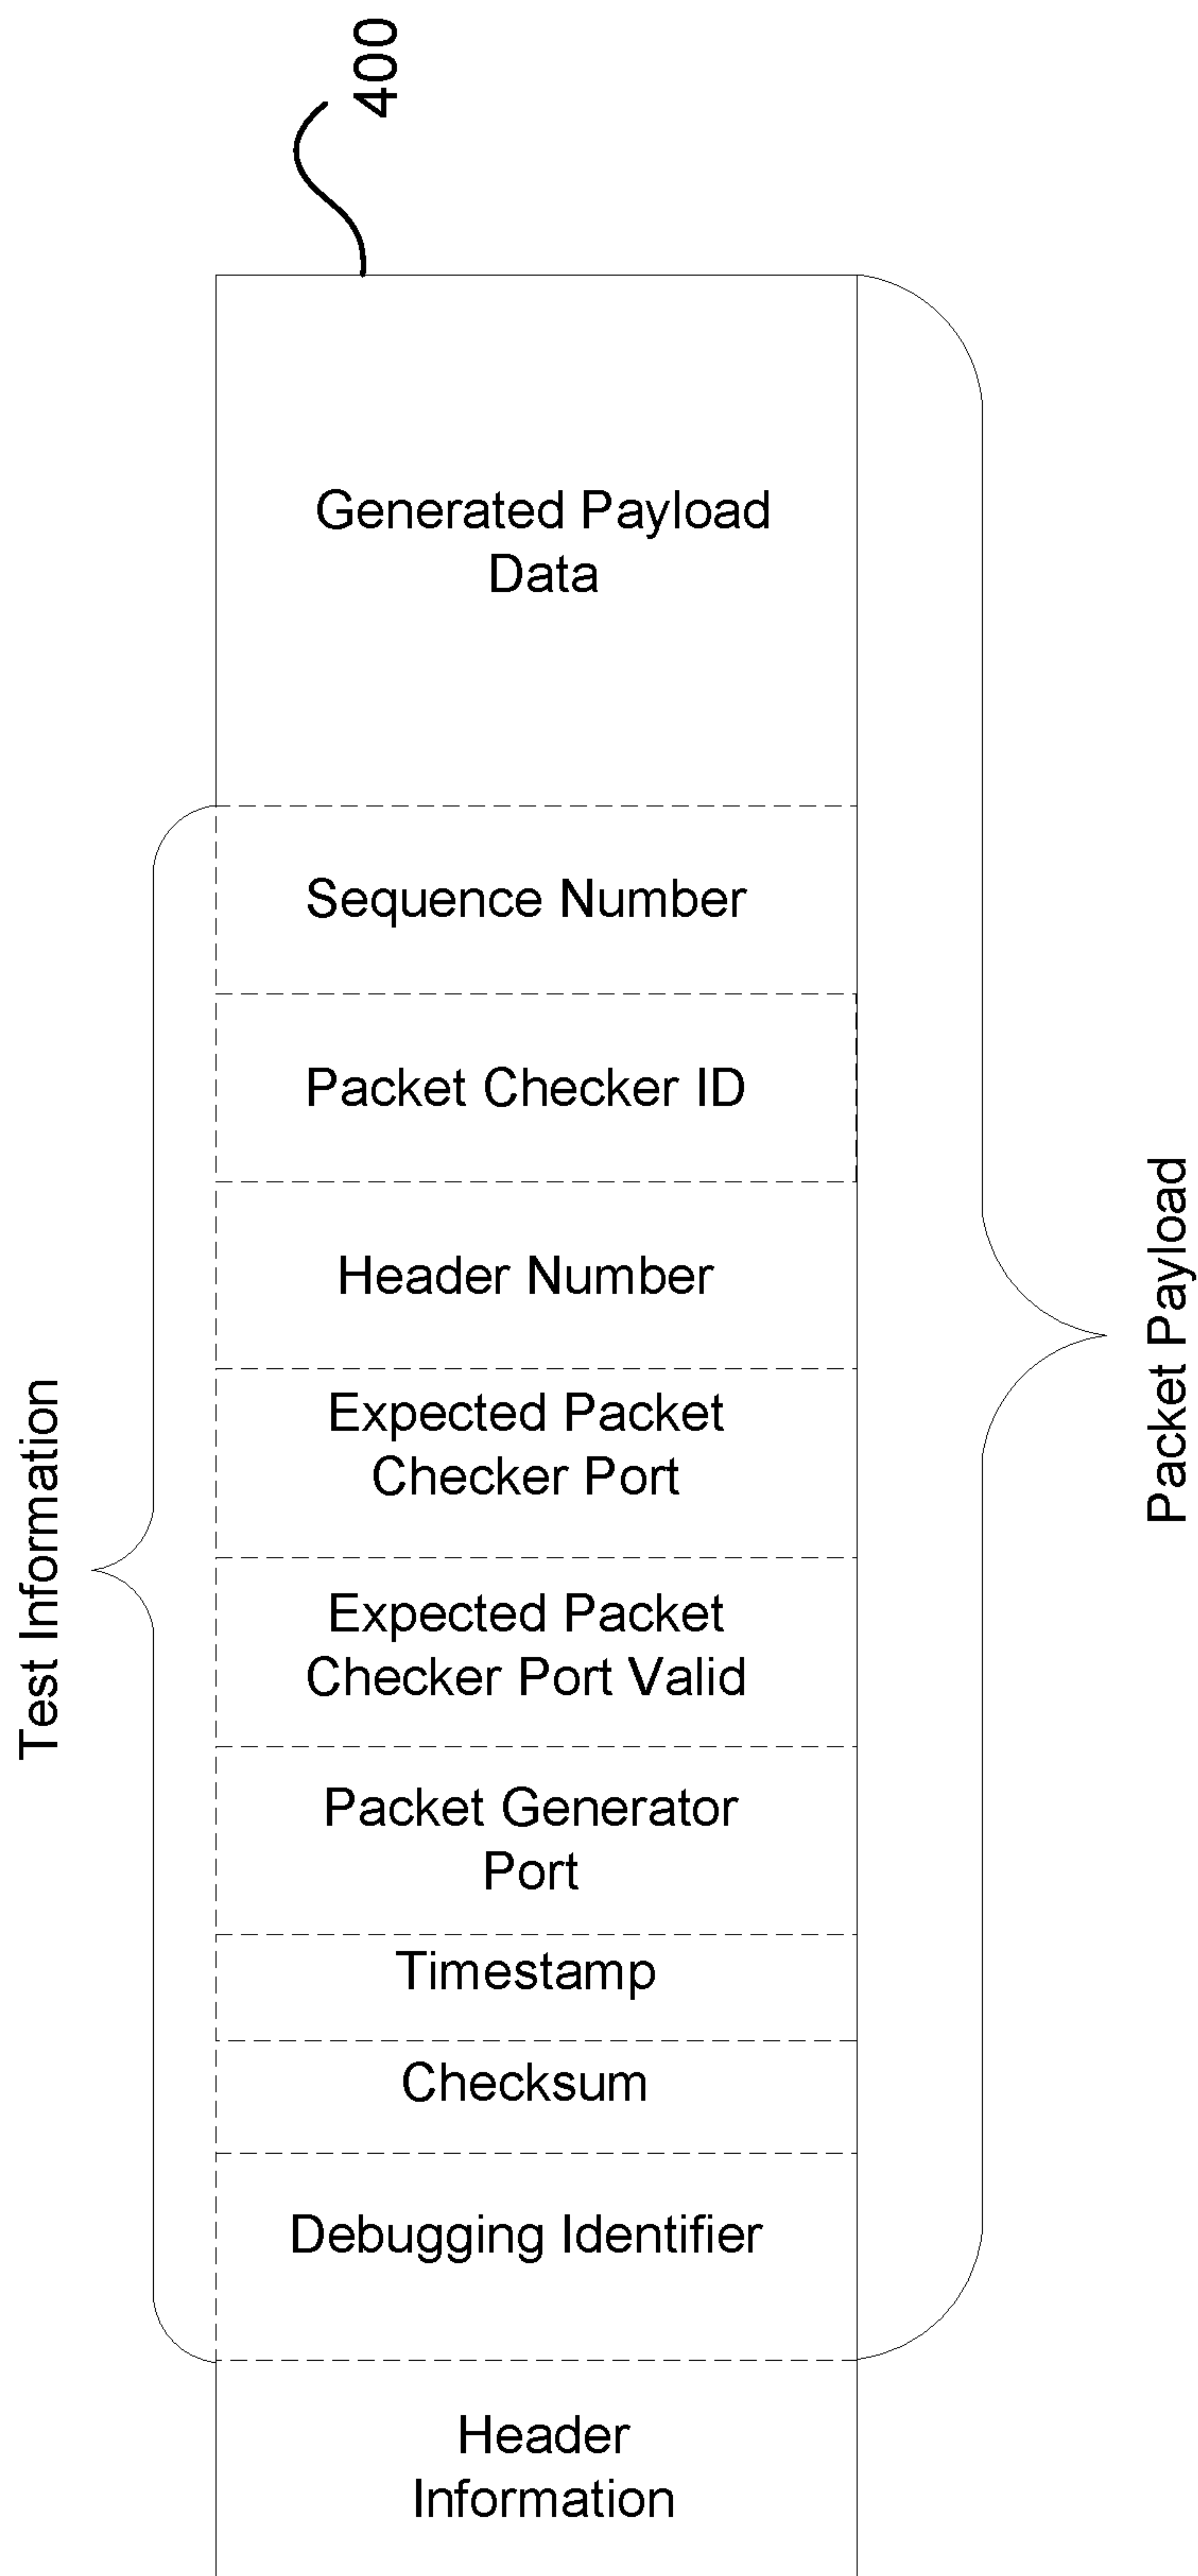 400
Generated Payload
Data
Sequence Number
Packet Checker ID
Header Number
Expected Packet
Checker Port
Expected Packet
Checker Port Valid
Packet Generator
Port
Timestamp
Checksum
Debugging Identifier
Header
Information
Test Information
Packet Payload